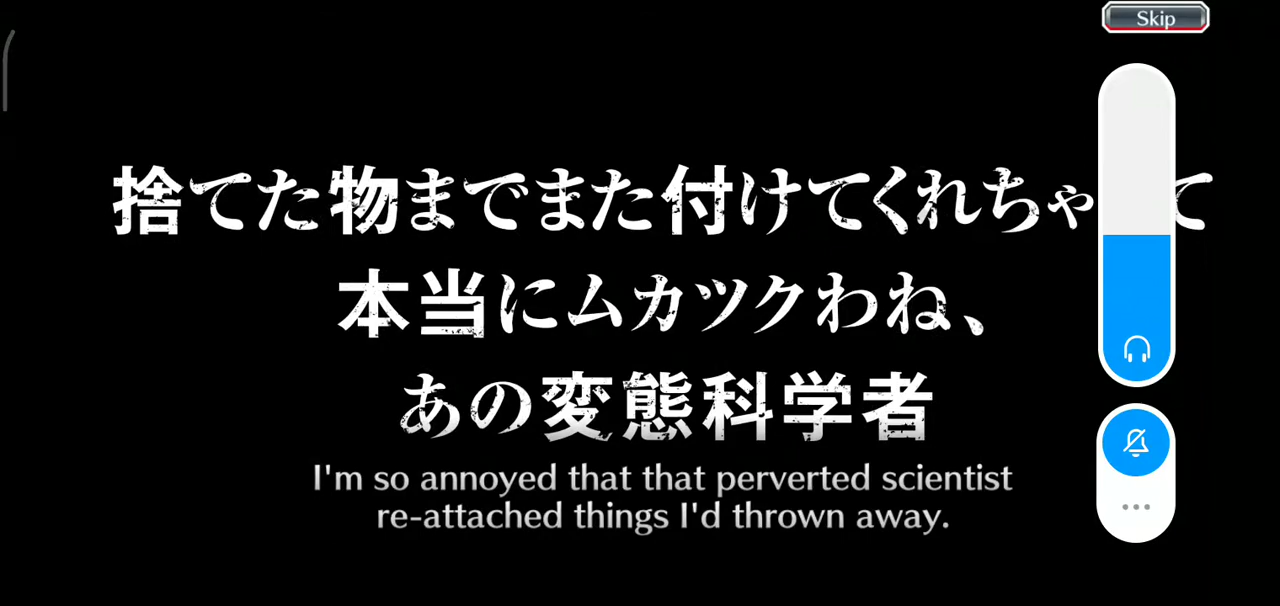 Skip
捨てた物までまた付けてくれちゃ て
本当にムカツクわね、
あの変態科学者
I'm so annoyed that that perverted scientist
re-attached things I'd thrown away.